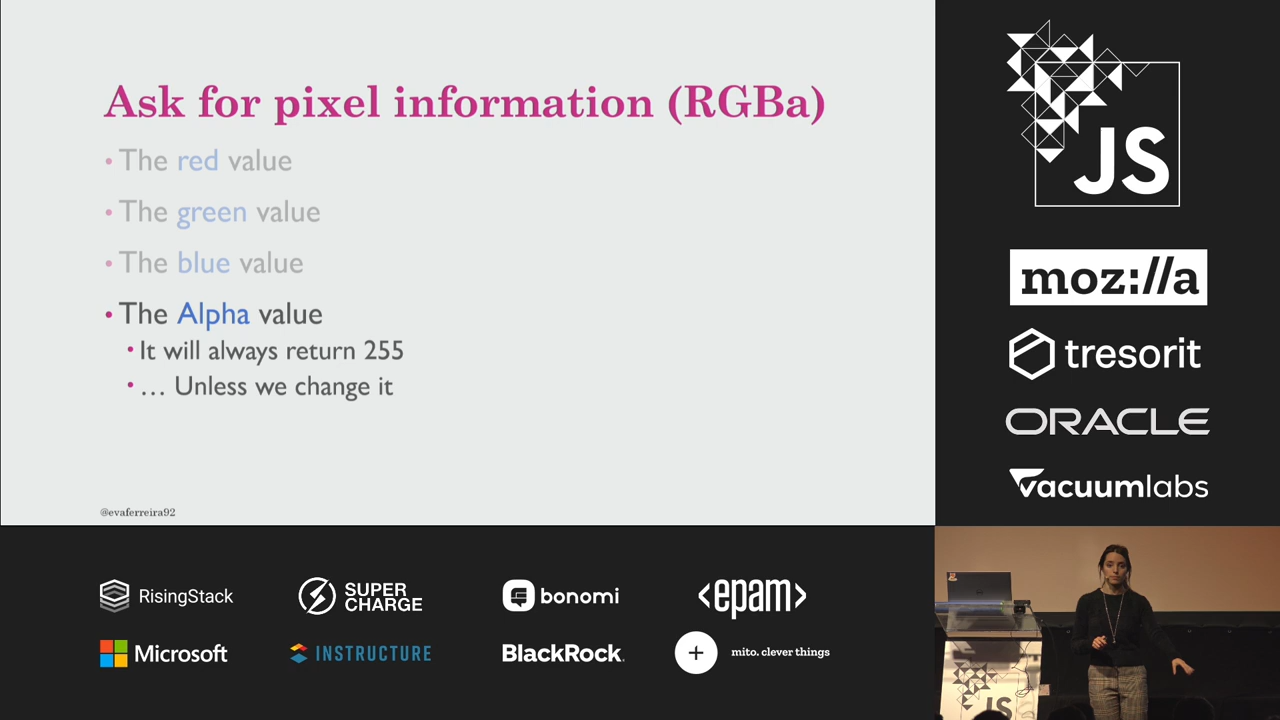 Ask for pixel information (RGBa)
• The red value
• The green value
• The blue value
• The Alpha value
• It will always return 255
• … Unless we change it
@evaferreira92
JS
moz://a
tresorit
ORACLE
vacuumlabs
RisingStack
SUPER
CHARGE
bonomi
<epam>
Microsoft
INSTRUCTURE
BlackRock.
+
mito. clever things
JS